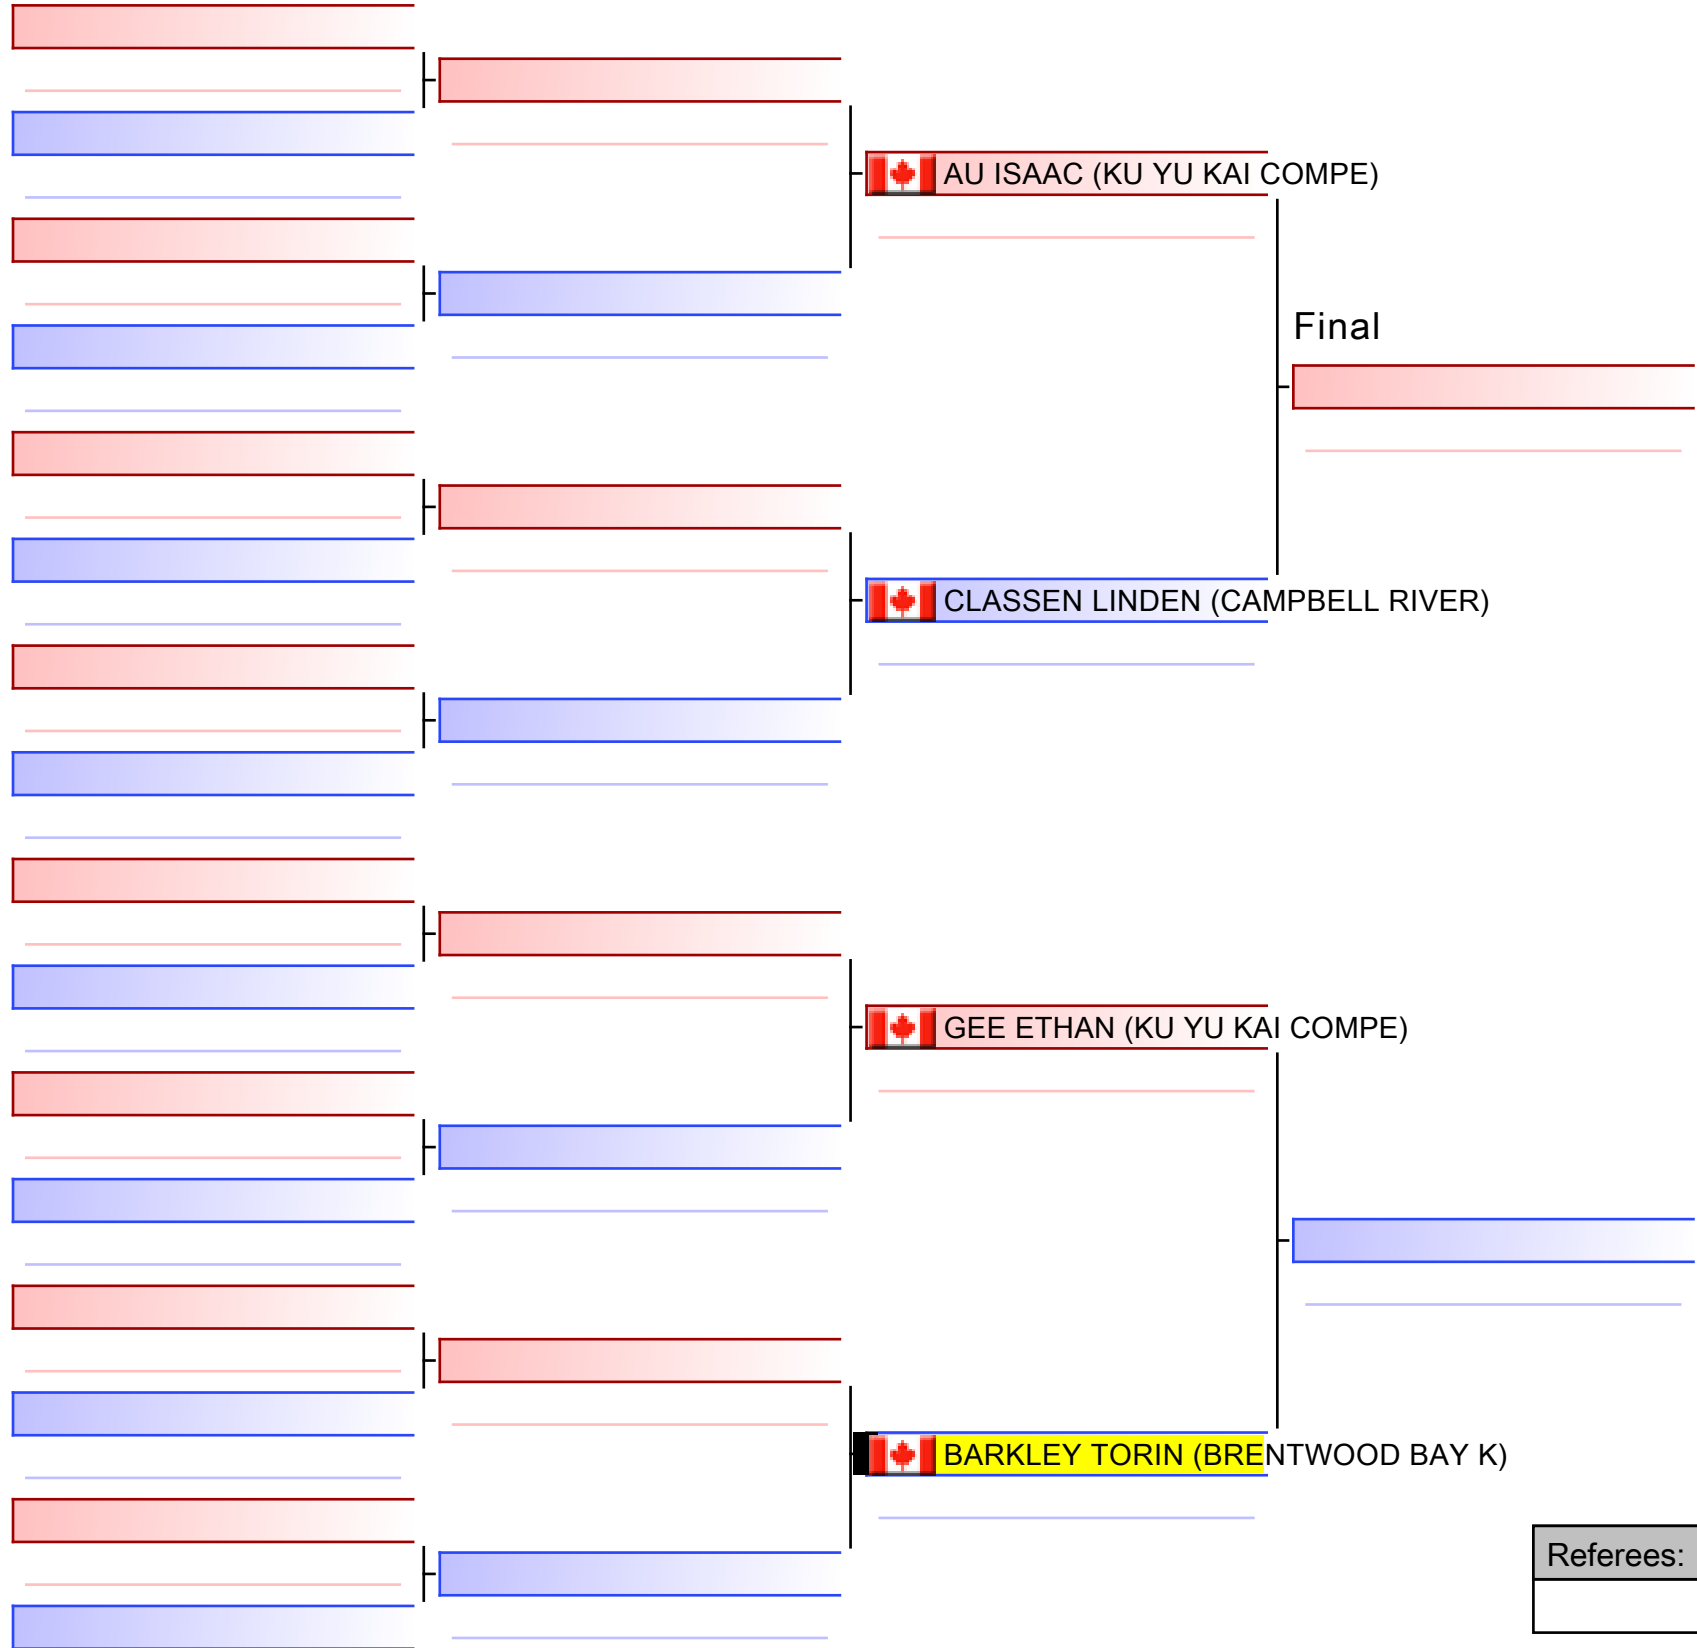 AU ISAAC (KU YU KAI COMPE)
Final
CLASSEN LINDEN (CAMPBELL RIVER)
GEE ETHAN (KU YU KAI COMPE)
BARKLEY TORIN (BRENTWOOD BAY K)
Referees: